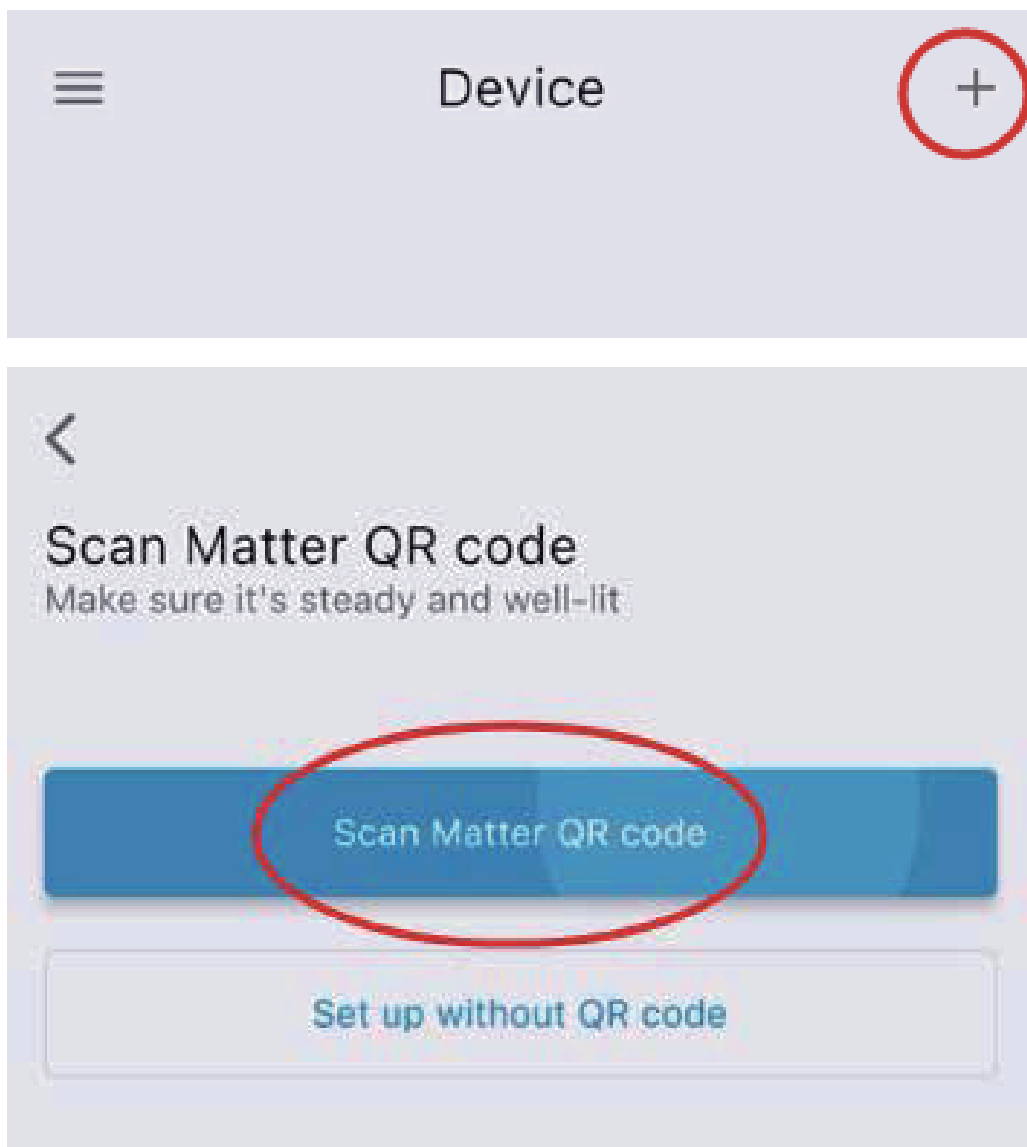 Device
Scan Matter QR code
Make sure it's steady and well-lit
Scan Matter QR code
Set up without QR code